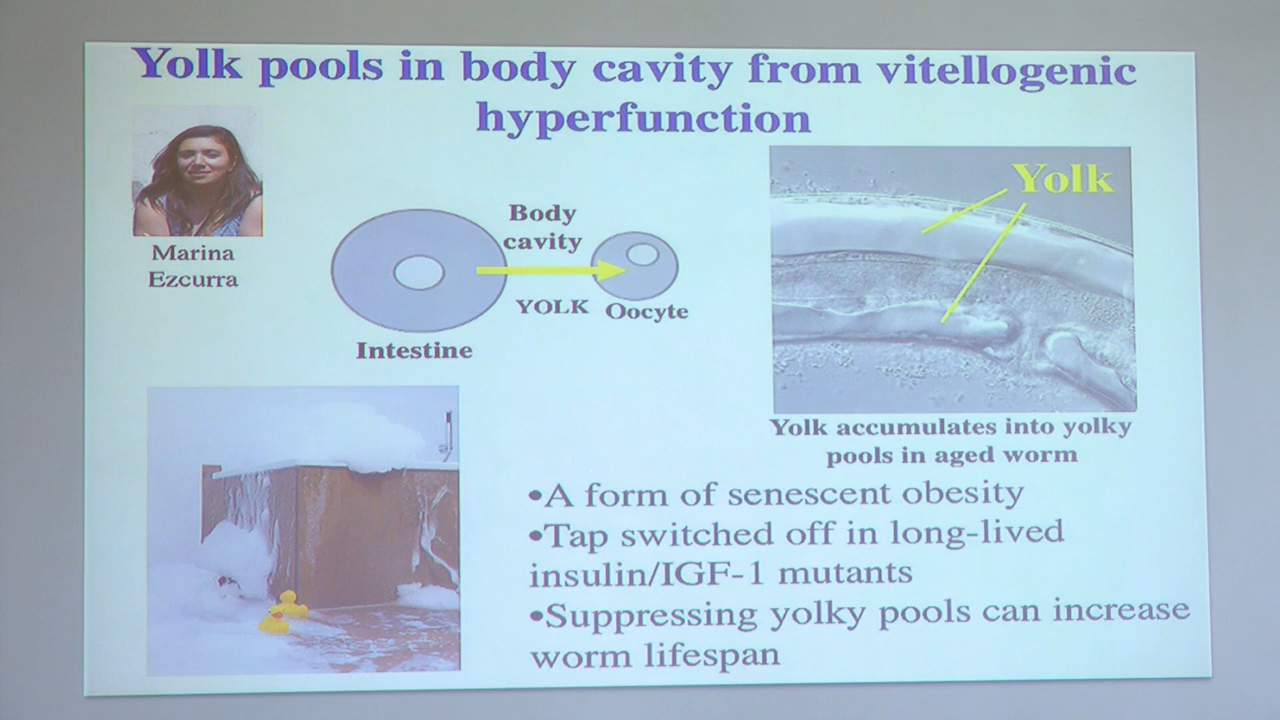 Yolk pools in body cavity from vitellogenic
hyperfunction
Marina
Ezcurra
Body
cavity
YOLK
Oocyte
Intestine
Yolk
Yolk accumulates into yolky
pools in aged worm
•A form of senescent obesity
•Tap switched off in long-lived
insulin/IGF-1 mutants
•Suppressing yolky pools can increase
worm lifespan